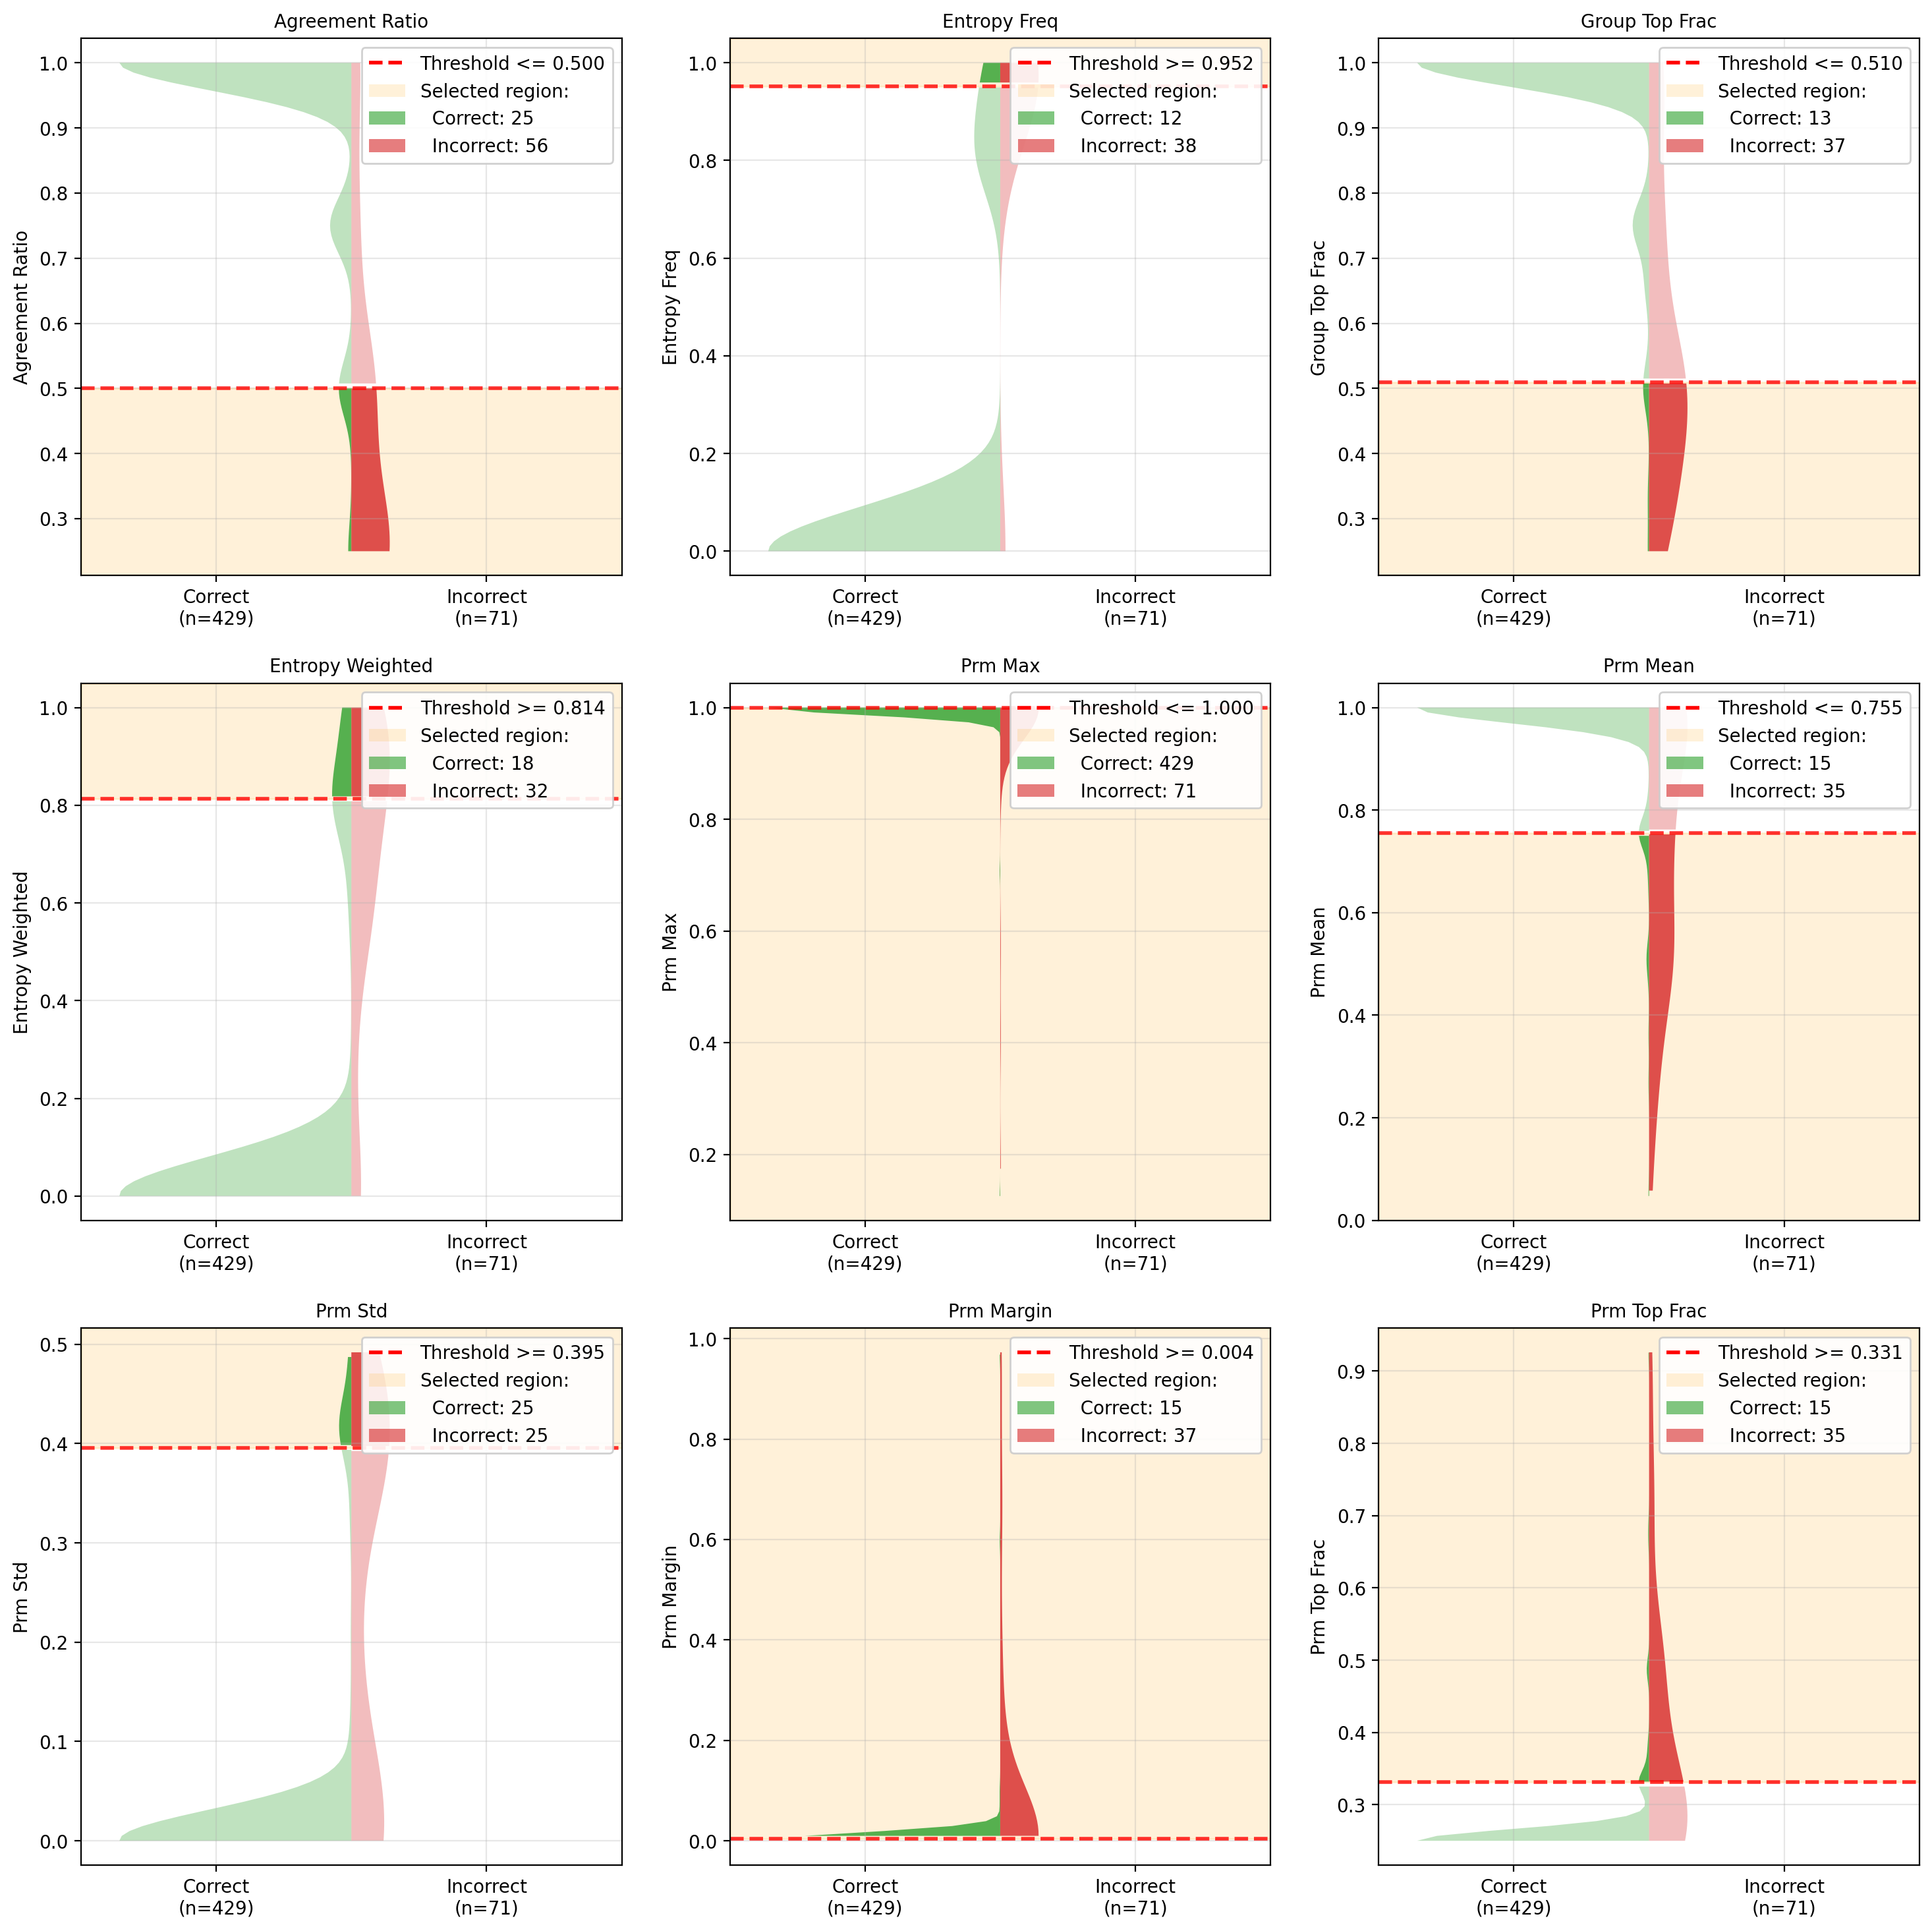 Agreement Ratio
Agreement Ratio
1.0
0.9
0.8
0.7
0.6
0.5
0.4
0.3
Threshold <= 0.500
Selected region:
Correct: 25
Incorrect: 56
Correct
(n=429)
Incorrect
(n=71)
Entropy Freq
Entropy Freq
1.0
0.8
0.6
0.4
0.2
0.0
Threshold >= 0.952
Selected region:
Correct: 12
Incorrect: 38
Correct
(n=429)
Incorrect
(n=71)
Group Top Frac
Group Top Frac
1.0
0.9
0.8
0.7
0.6
0.5
0.4
0.3
Threshold <= 0.510
Selected region:
Correct: 13
Incorrect: 37
Correct
(n=429)
Incorrect
(n=71)
Entropy Weighted
Entropy Weighted
1.0
0.8
0.6
0.4
0.2
0.0
Threshold >= 0.814
Selected region:
Correct: 18
Incorrect: 32
Correct
(n=429)
Incorrect
(n=71)
Prm Max
Prm Max
1.0
0.8
0.6
0.4
0.2
Threshold <= 1.000
Selected region:
Correct: 429
Incorrect: 71
Correct
(n=429)
Incorrect
(n=71)
Prm Mean
Prm Mean
1.0
0.8
0.6
0.4
0.2
0.0
Threshold <= 0.755
Selected region:
Correct: 15
Incorrect: 35
Correct
(n=429)
Incorrect
(n=71)
Prm Std
Prm Std
0.5
0.4
0.3
0.2
0.1
0.0
Threshold >= 0.395
Selected region:
Correct: 25
Incorrect: 25
Correct
(n=429)
Incorrect
(n=71)
Prm Margin
Prm Margin
1.0
0.8
0.6
0.4
0.2
0.0
Threshold >= 0.004
Selected region:
Correct: 15
Incorrect: 37
Correct
(n=429)
Incorrect
(n=71)
Prm Top Frac
Prm Top Frac
0.9
0.8
0.7
0.6
0.5
0.4
0.3
Threshold >= 0.331
Selected region:
Correct: 15
Incorrect: 35
Correct
(n=429)
Incorrect
(n=71)